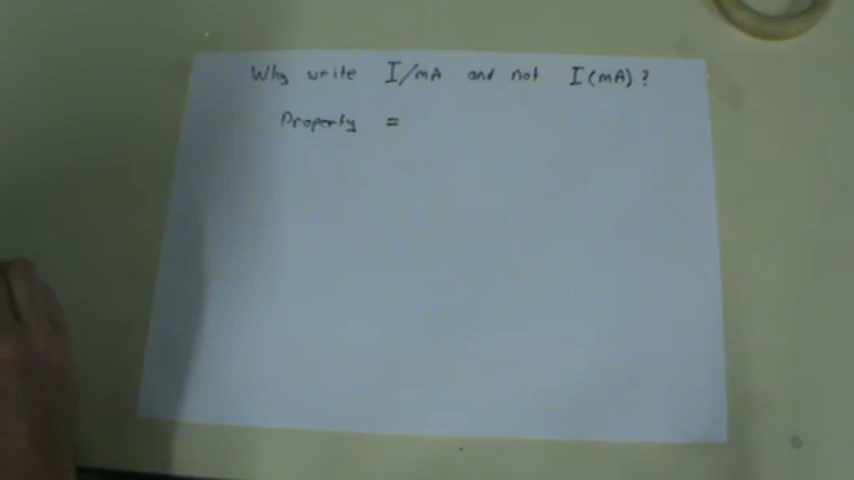 Why write I/mA and not I(mA)?
Property =